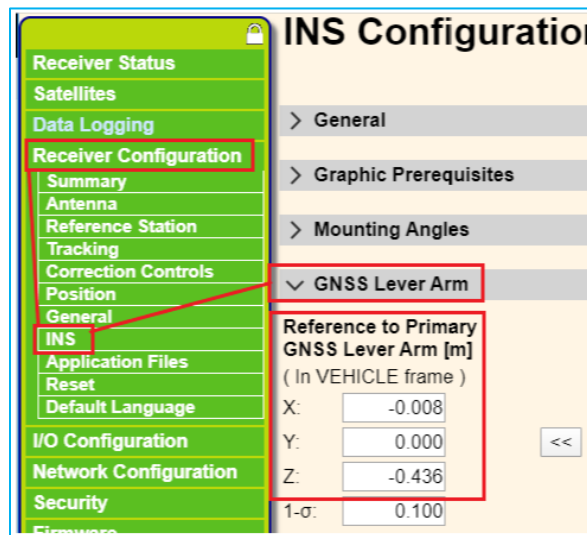 INS Configuration
Receiver Status
Satellites
Data Logging
Receiver Configuration
Summary
Antenna
Reference Station
Tracking
Correction Controls
Position
General
INS
Application Files
Reset
Default Language
I/O Configuration
Network Configuration
Security
Firmware
General
Graphic Prerequisites
Mounting Angles
GNSS Lever Arm
Reference to Primary
GNSS Lever Arm [m]
( In VEHICLE frame )
X: -0.008
Y: 0.000 <<
Z: -0.436
1-σ: 0.100